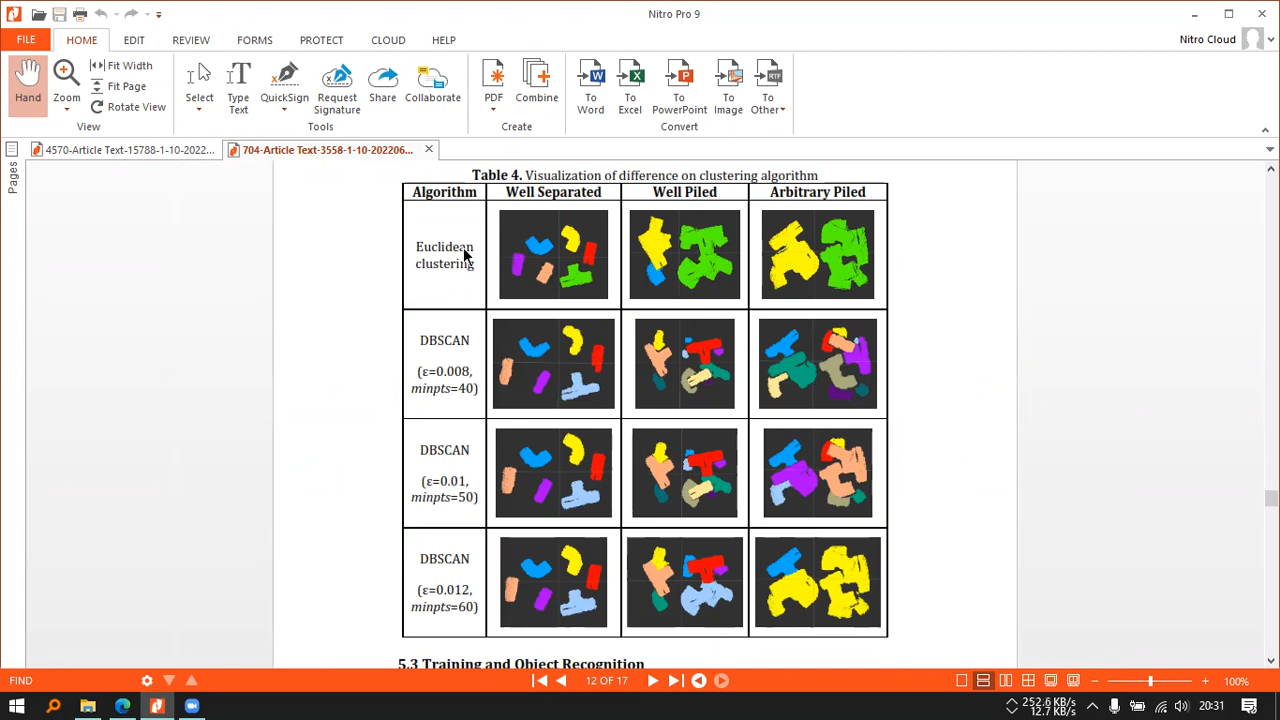 Nitro Pro 9
FILE
HOME
EDIT
REVIEW
FORMS
PROTECT
CLOUD
HELP
Nitro Cloud
Hand
Zoom
Fit Width
Fit Page
Rotate View
View
Select
Type
Text
QuickSign
Request
Signature
Share
Collaborate
Tools
PDF
Combine
Create
To
Word
To
Excel
To
PowerPoint
To
Image
To
Other
Convert
4570-Article Text-15788-1-10-2022...
704-Article Text-3558-1-10-202206...
Pages
Table 4. Visualization of difference on clustering algorithm
Algorithm
Well Separated
Well Piled
Arbitrary Piled
Euclidean
clustering
DBSCAN
(ε=0.008,
minpts=40)
DBSCAN
(ε=0.01,
minpts=50)
DBSCAN
(ε=0.012,
minpts=60)
5.3 Training and Object Recognition
FIND
12 OF 17
100%
252.6 KB/s
12.7 KB/s
20:31